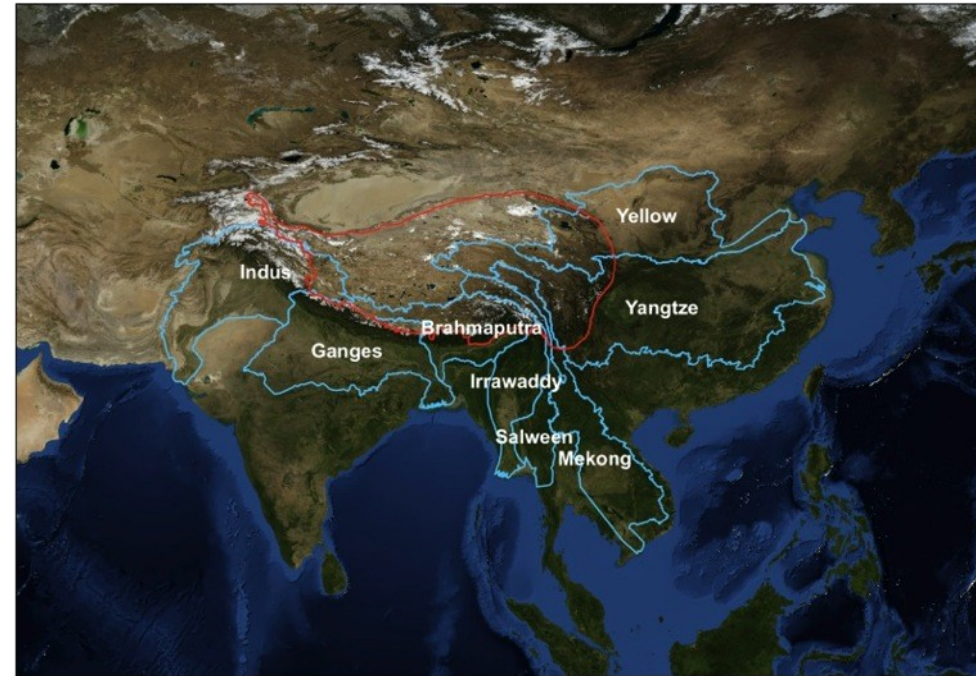 Yellow
Indus
Yangtze
Brahmaputra
Ganges
Irrawaddy
Salween
Mekong